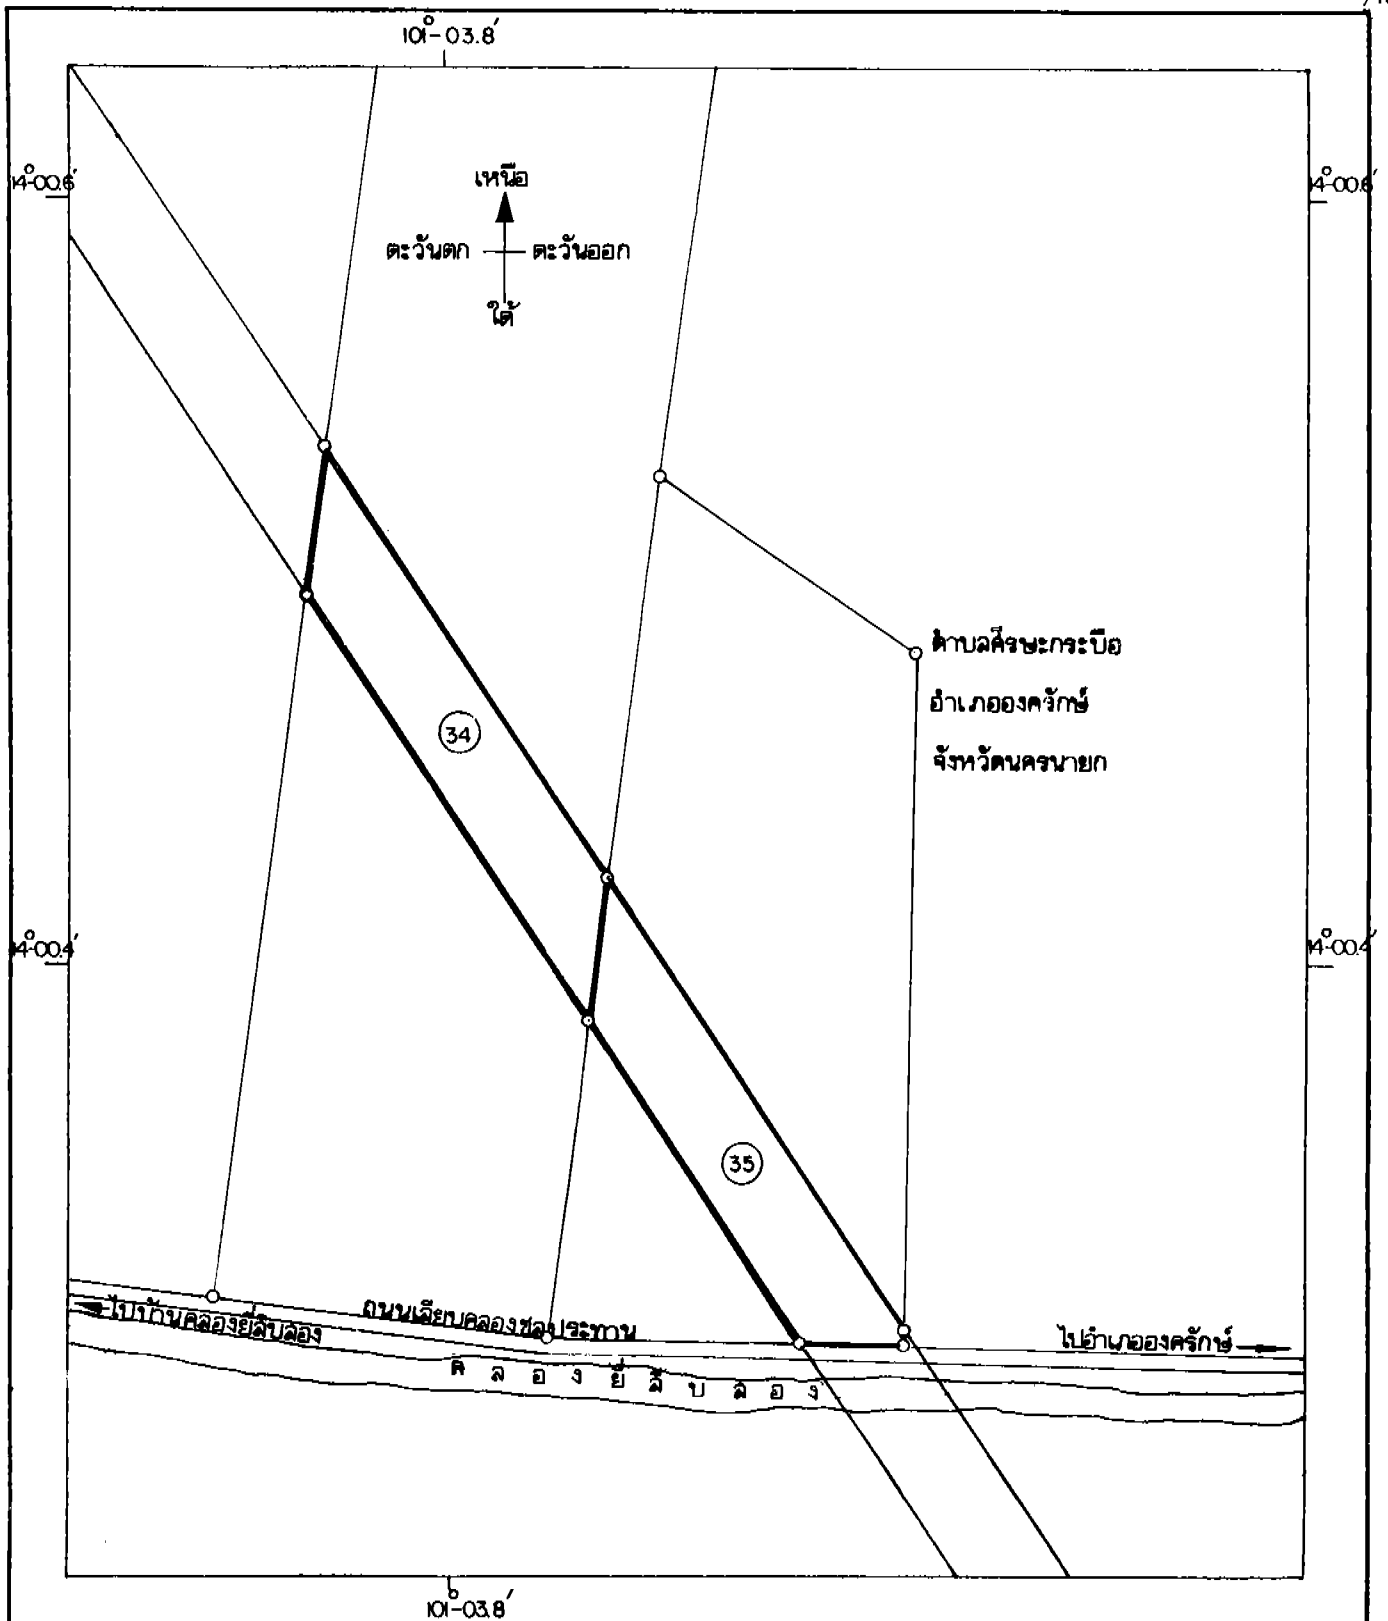 101°-03.8′
14°-00.6′
14°-00.6′
เหนือ
ตะวันตก
ตะวันออก
ใต้
ตำบลศีรษะกระบือ
อำเภอองครักษ์
จังหวัดนครนายก
34
14°-00.4′
14°-00.4′
35
ไปบ้านคลองยี่สิบสอง
ถนนเลียบคลองชลประทาน
ไปอำเภอองครักษ์
คลองยี่สิบสอง
101°-03.8′